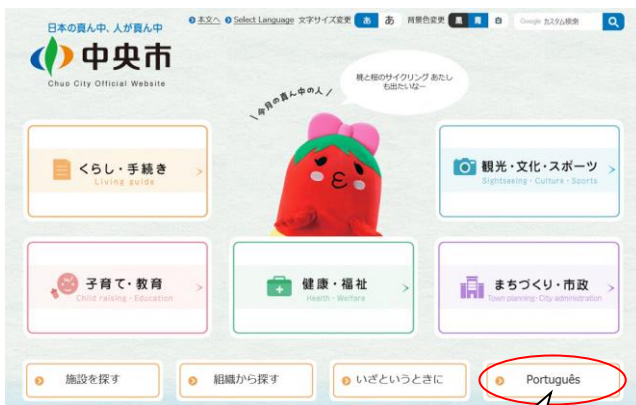 日本の真ん中、人が真ん中
中央市
Chuo City Official Website
本文へ Select Language 文字サイズ変更 あ あ 背景色変更 黒 青 白 Google カスタム検索
\ 今月の真ん中の人 /
桃と桜のサイクリング あたし
も出たいなー
くらし・手続き
Living guide
観光・文化・スポーツ
Sightseeing・Culture・Sports
子育て・教育
Child raising・Education
健康・福祉
Health・Welfare
まちづくり・市政
Town planning・City administration
施設を探す
組織から探す
いざというときに
Português